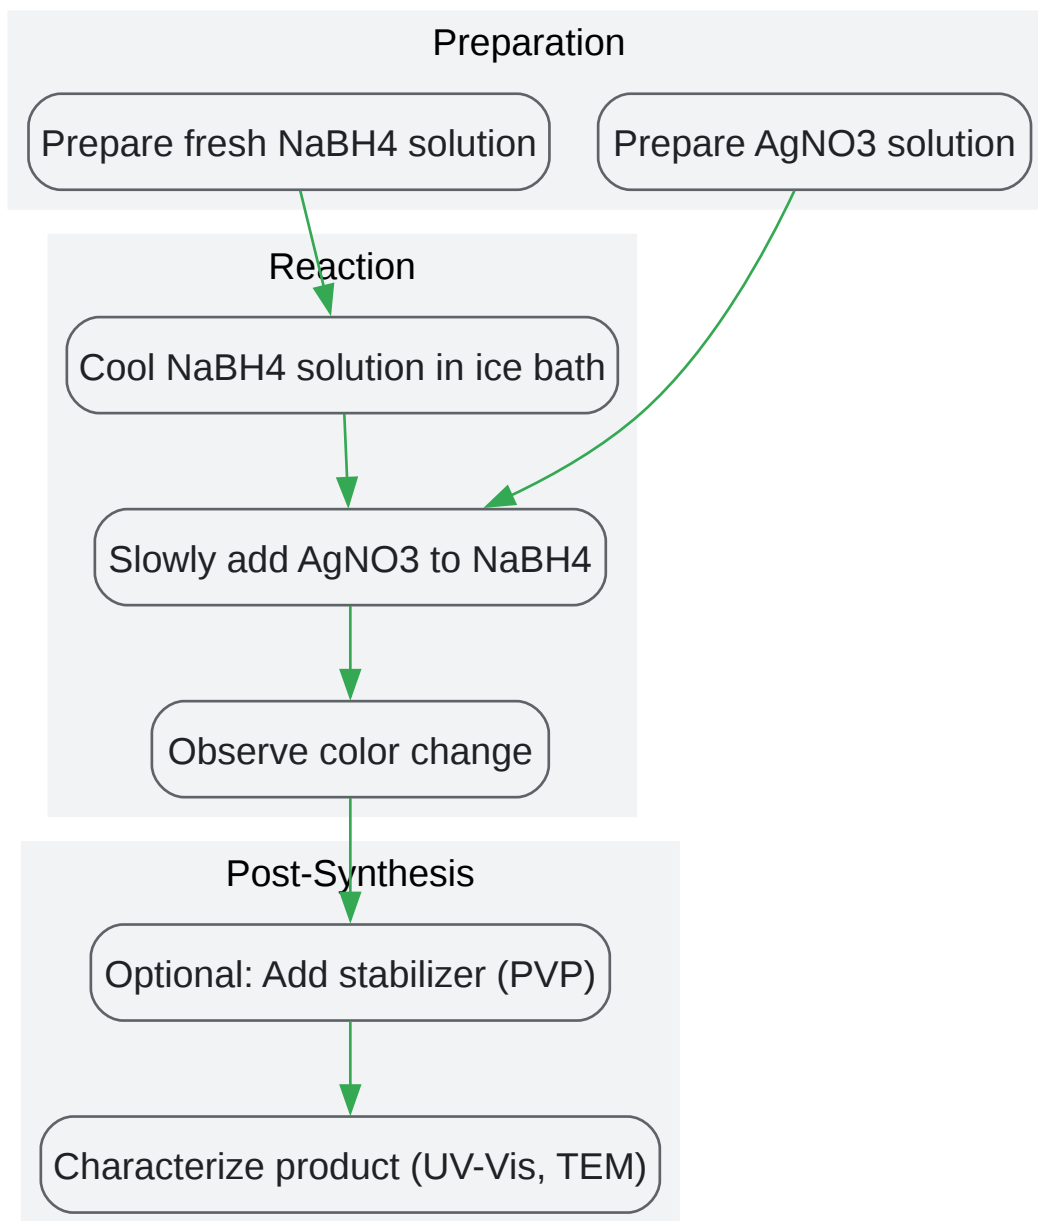 Preparation
Prepare fresh NaBH4 solution
Prepare AgNO3 solution
Reaction
Cool NaBH4 solution in ice bath
Slowly add AgNO3 to NaBH4
Observe color change
Post-Synthesis
Optional: Add stabilizer (PVP)
Characterize product (UV-Vis, TEM)